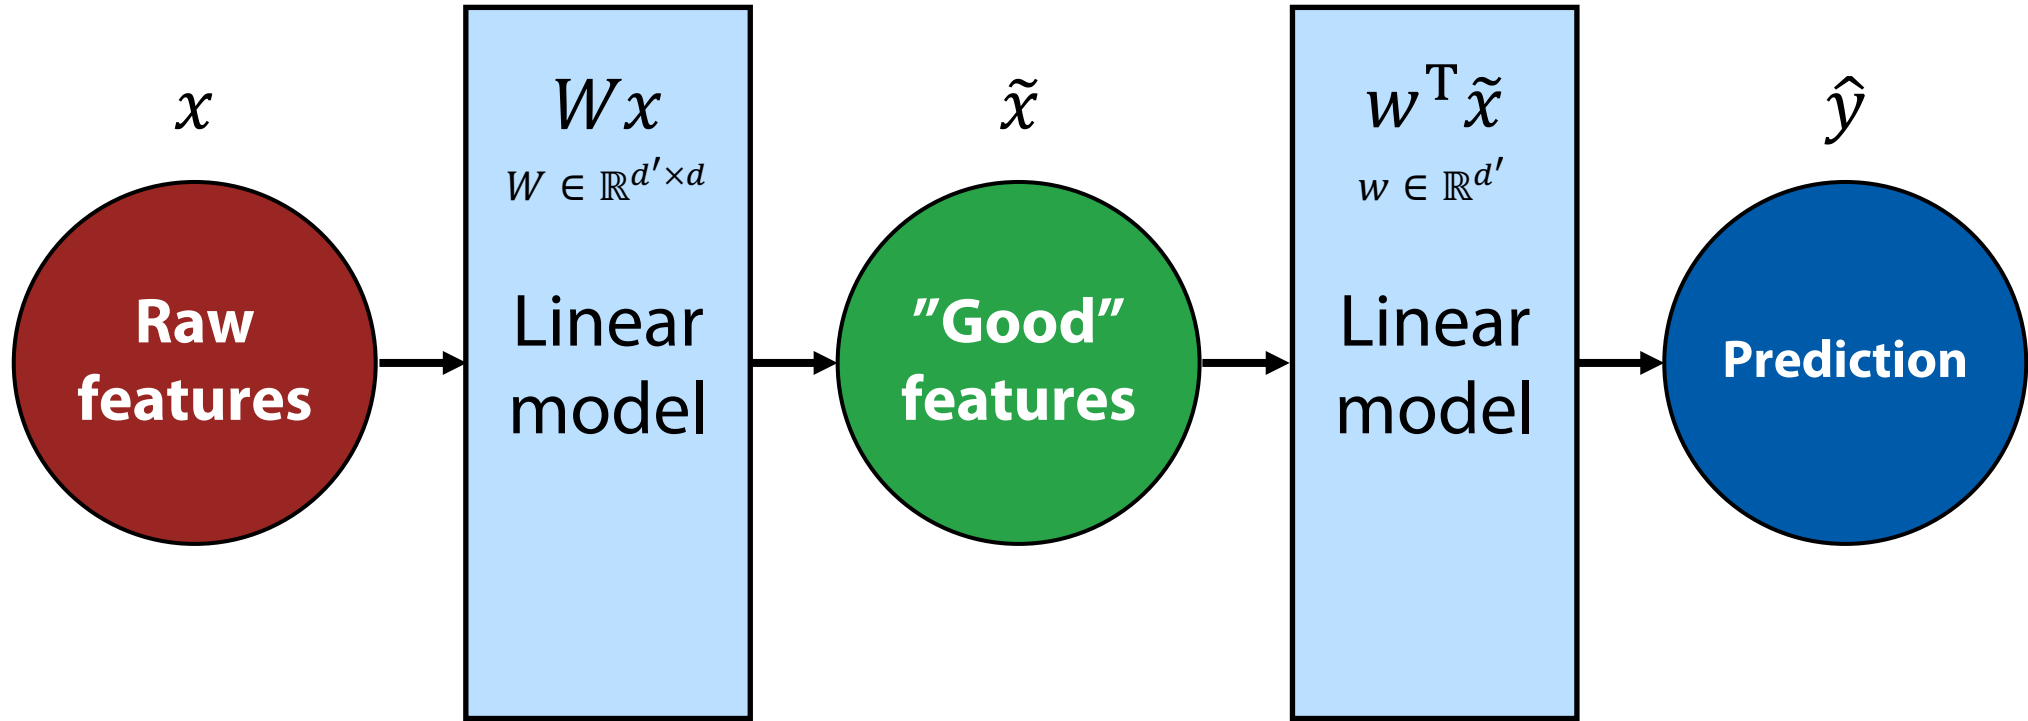 x
Raw
features
Wx
W ∈ ℝ^{d′×d}
Linear
model
x̃
”Good”
features
w^T x̃
w ∈ ℝ^{d′}
Linear
model
ŷ
Prediction